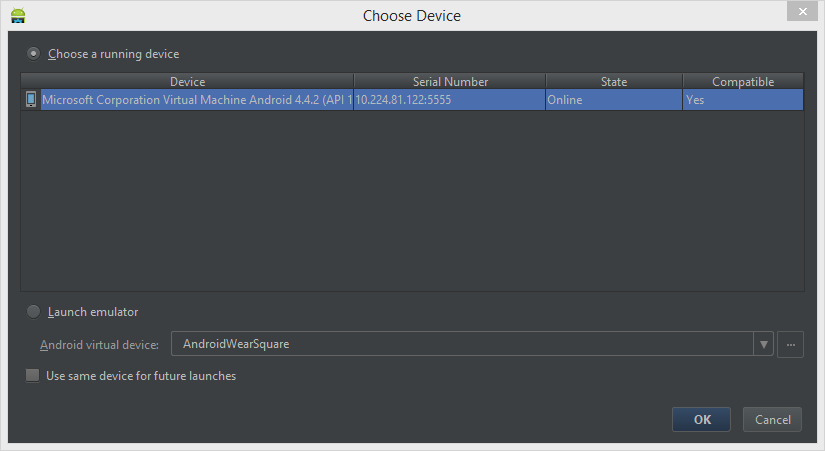 Choose Device
Choose a running device
Device Serial Number State Compatible
Microsoft Corporation Virtual Machine Android 4.4.2 (API 1 10.224.81.122:5555 Online Yes
Launch emulator
Android virtual device: AndroidWearSquare ...
Use same device for future launches
OK Cancel